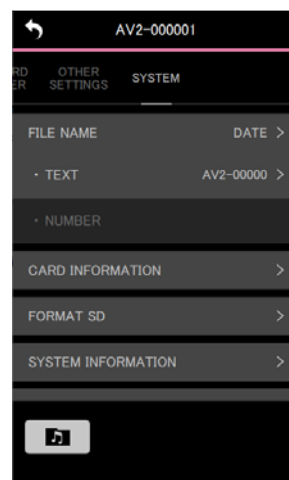 AV2-000001
RD OTHER SYSTEM
ER SETTINGS
FILE NAME DATE >
・TEXT AV2-00000 >
・NUMBER
CARD INFORMATION >
FORMAT SD >
SYSTEM INFORMATION >